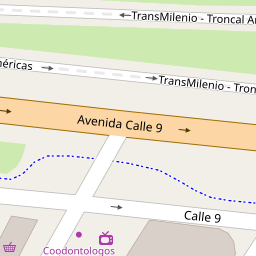 TransMilenio - Troncal A
éricas
TransMilenio - Tron
Avenida Calle 9
Calle 9
Coodontologos